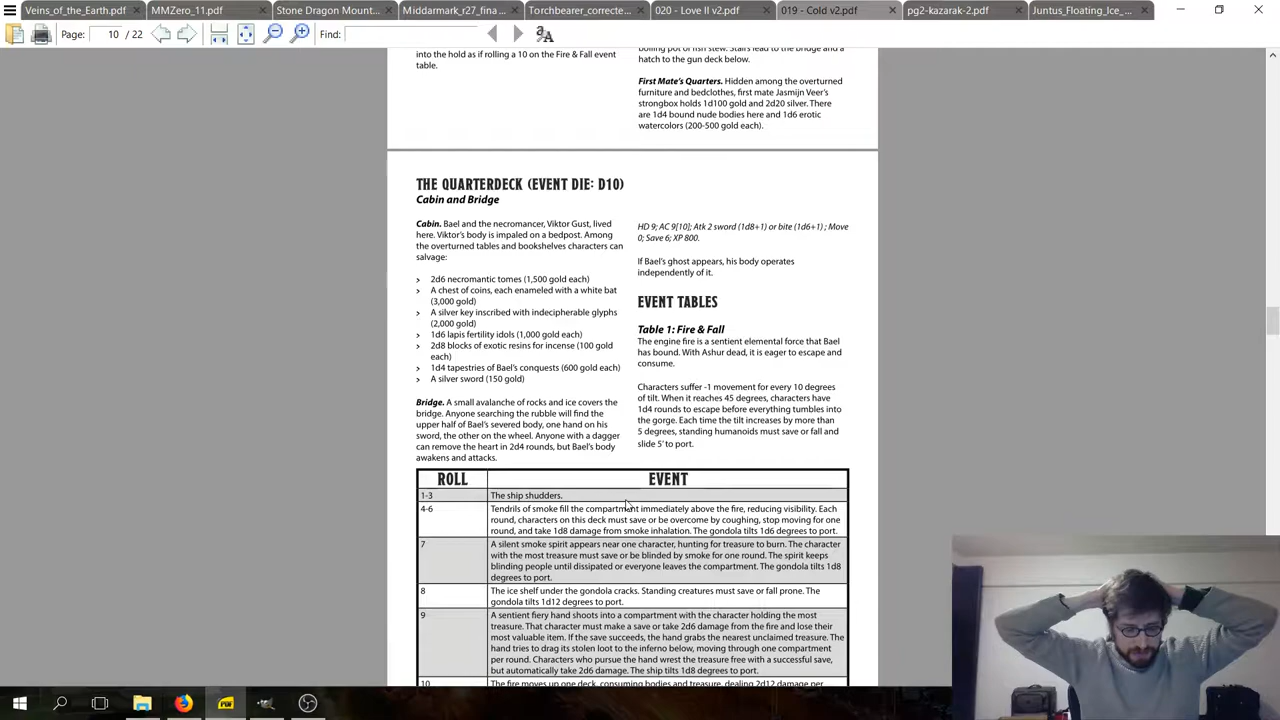 Veins_of_the_Earth.pdf
MMZero_11.pdf
Stone Dragon Mount...
Middarmark_r27_fina...
Torchbearer_correcte...
020 - Love II v2.pdf
019 - Cold v2.pdf
pg2-kazarak-2.pdf
Juntus_Floating_Ice_...
Page: 10 / 22
Find:
into the hold as if rolling a 10 on the Fire & Fall event
table.
boiling pot of fish stew. Stairs lead to the bridge and a
hatch to the gun deck below.
First Mate's Quarters. Hidden among the overturned
furniture and bedclothes, first mate Jasmijn Veer's
strongbox holds 1d100 gold and 2d20 silver. There
are 1d4 bound nude bodies here and 1d6 erotic
watercolors (200-500 gold each).
THE QUARTERDECK (EVENT DIE: D10)
Cabin and Bridge
Cabin. Bael and the necromancer, Viktor Gust, lived
here. Viktor's body is impaled on a bedpost. Among
the overturned tables and bookshelves characters can
salvage:
> 2d6 necromantic tomes (1,500 gold each)
> A chest of coins, each enameled with a white bat
(3,000 gold)
> A silver key inscribed with indecipherable glyphs
(2,000 gold)
> 1d6 lapis fertility idols (1,000 gold each)
> 2d8 blocks of exotic resins for incense (100 gold
each)
> 1d4 tapestries of Bael's conquests (600 gold each)
> A silver sword (150 gold)
Bridge. A small avalanche of rocks and ice covers the
bridge. Anyone searching the rubble will find the
upper half of Bael's severed body, one hand on his
sword, the other on the wheel. Anyone with a dagger
can remove the heart in 2d4 rounds, but Bael's body
awakens and attacks.
HD 9; AC 9[10]; Atk 2 sword (1d8+1) or bite (1d6+1) ; Move
0; Save 6; XP 800.
If Bael's ghost appears, his body operates
independently of it.
EVENT TABLES
Table 1: Fire & Fall
The engine fire is a sentient elemental force that Bael
has bound. With Ashur dead, it is eager to escape and
consume.
Characters suffer -1 movement for every 10 degrees
of tilt. When it reaches 45 degrees, characters have
1d4 rounds to escape before everything tumbles into
the gorge. Each time the tilt increases by more than
5 degrees, standing humanoids must save or fall and
slide 5' to port.
ROLL EVENT
1-3 The ship shudders.
4-6 Tendrils of smoke fill the compartment immediately above the fire, reducing visibility. Each
round, characters on this deck must save or be overcome by coughing, stop moving for one
round, and take 1d8 damage from smoke inhalation. The gondola tilts 1d6 degrees to port.
7 A silent smoke spirit appears near one character, hunting for treasure to burn. The character
with the most treasure must save or be blinded by smoke for one round. The spirit keeps
blinding people until dissipated or everyone leaves the compartment. The gondola tilts 1d8
degrees to port.
8 The ice shelf under the gondola cracks. Standing creatures must save or fall prone. The
gondola tilts 1d12 degrees to port.
9 A sentient fiery hand shoots into a compartment with the character holding the most
treasure. That character must make a save or take 2d6 damage from the fire and lose their
most valuable item. If the save succeeds, the hand grabs the nearest unclaimed treasure. The
hand tries to drag its stolen loot to the inferno below, moving through one compartment
per round. Characters who pursue the hand wrest the treasure free with a successful save,
but automatically take 2d6 damage. The ship tilts 1d8 degrees to port.
10 The fire moves up one deck, consuming bodies and treasure, dealing 2d12 damage per